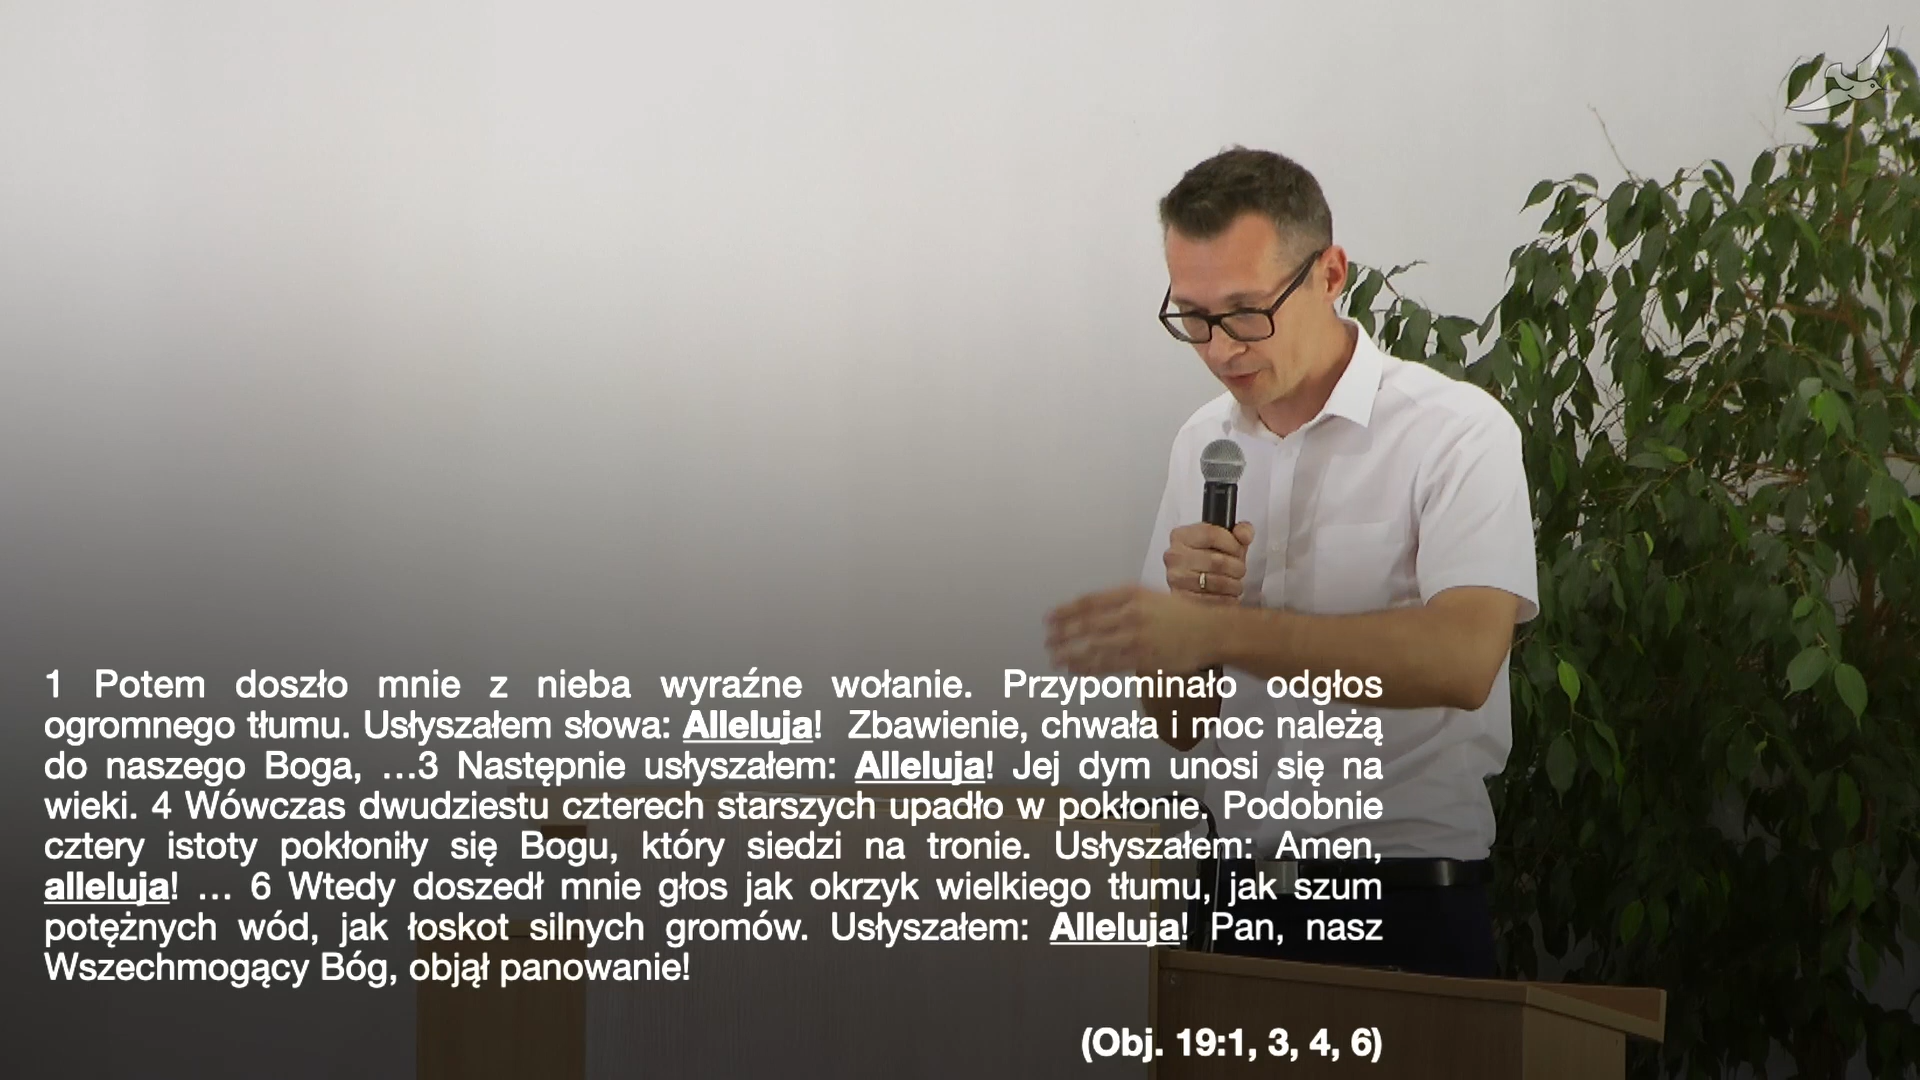 1 Potem doszło mnie z nieba wyraźne wołanie. Przypominało odgłos
ogromnego tłumu. Usłyszałem słowa: Alleluja!  Zbawienie, chwała i moc należą
do naszego Boga, …3 Następnie usłyszałem: Alleluja! Jej dym unosi się na
wieki. 4 Wówczas dwudziestu czterech starszych upadło w pokłonie. Podobnie
cztery istoty pokłoniły się Bogu, który siedzi na tronie. Usłyszałem: Amen,
alleluja! … 6 Wtedy doszedł mnie głos jak okrzyk wielkiego tłumu, jak szum
potężnych wód, jak łoskot silnych gromów. Usłyszałem: Alleluja! Pan, nasz
Wszechmogący Bóg, objął panowanie!
(Obj. 19:1, 3, 4, 6)